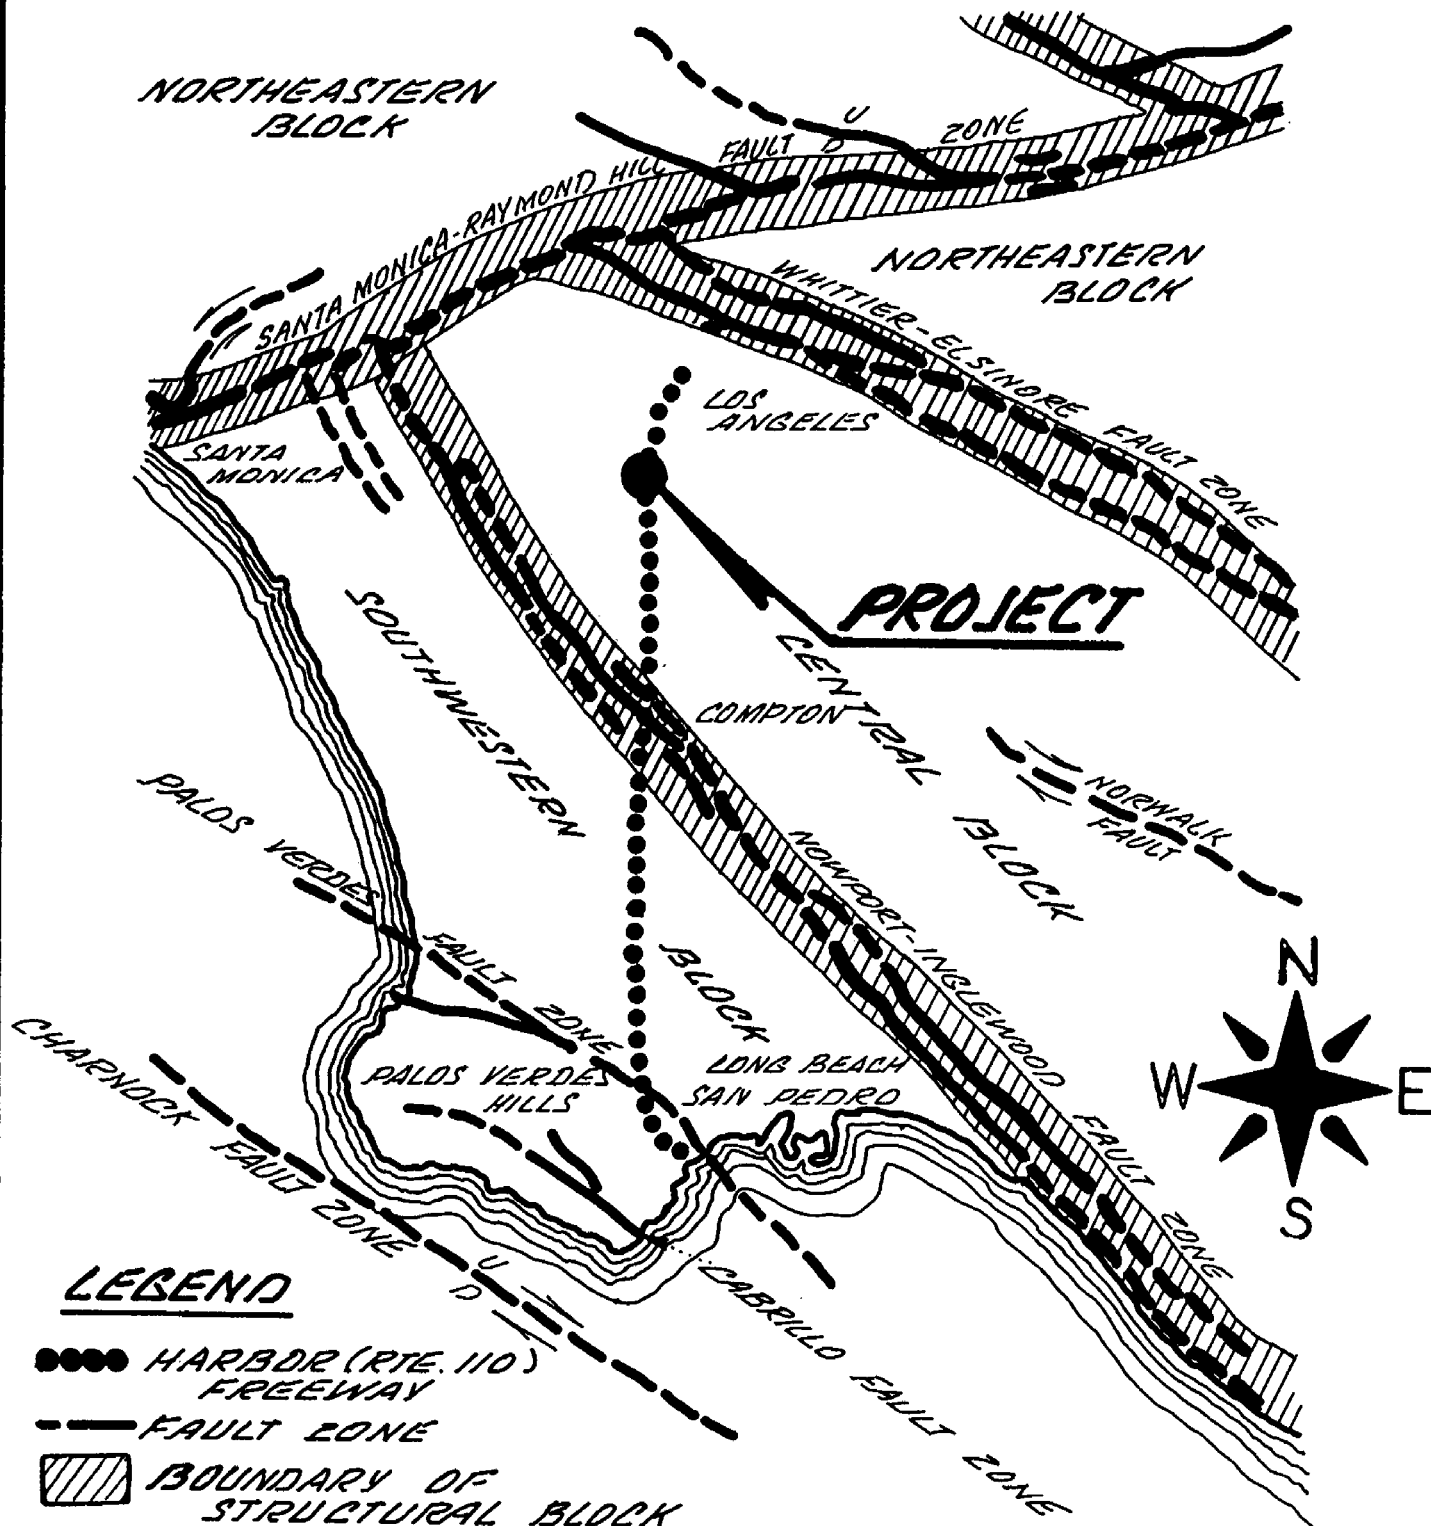 NORTHEASTERN
BLOCK
SANTA MONICA-RAYMOND HILL FAULT ZONE
U
D
NORTHEASTERN
BLOCK
WHITTIER-ELSINORE FAULT ZONE
LOS
ANGELES
SANTA
MONICA
PROJECT
SOUTHWESTERN BLOCK
CENTRAL BLOCK
COMPTON
NORWALK
FAULT
PALOS VERDES FAULT ZONE
NOWPORT-INGLEWOOD FAULT ZONE
N
W
E
S
CHARNOCK FAULT ZONE
PALOS VERDES
HILLS
LONG BEACH
SAN PEDRO
U
D
CABRILLO FAULT ZONE
LEGEND
HARBOR (RTE. 110)
FREEWAY
FAULT ZONE
BOUNDARY OF
STRUCTURAL BLOCK